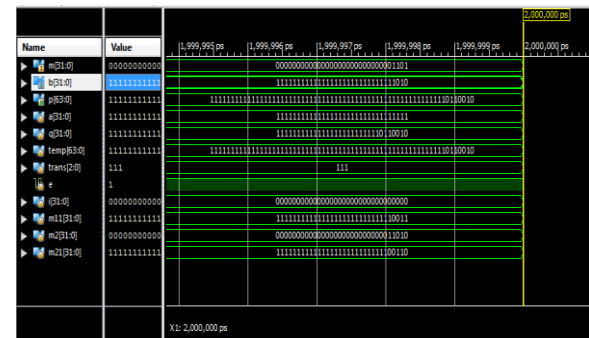 2,000,000 ps
Name Value 1,999,995 ps 1,999,996 ps 1,999,997 ps 1,999,998 ps 1,999,999 ps 2,000,000 ps
m[31:0] 00000000000 00000000000000000000000000001101
b[31:0] 11111111111 11111111111111111111111111111010
p[63:0] 11111111111 1111111111111111111111111111111111111111111111111111111110110010
a[31:0] 11111111111 11111111111111111111111111111111
q[31:0] 11111111111 11111111111111111111111110110010
temp[63:0] 11111111111 1111111111111111111111111111111111111111111111111111111110110010
trans[2:0] 111 111
e 1
i[31:0] 00000000000 00000000000000000000000000000000
m11[31:0] 11111111111 11111111111111111111111111110011
m2[31:0] 00000000000 00000000000000000000000000011010
m21[31:0] 11111111111 11111111111111111111111111100110
X1: 2,000,000 ps